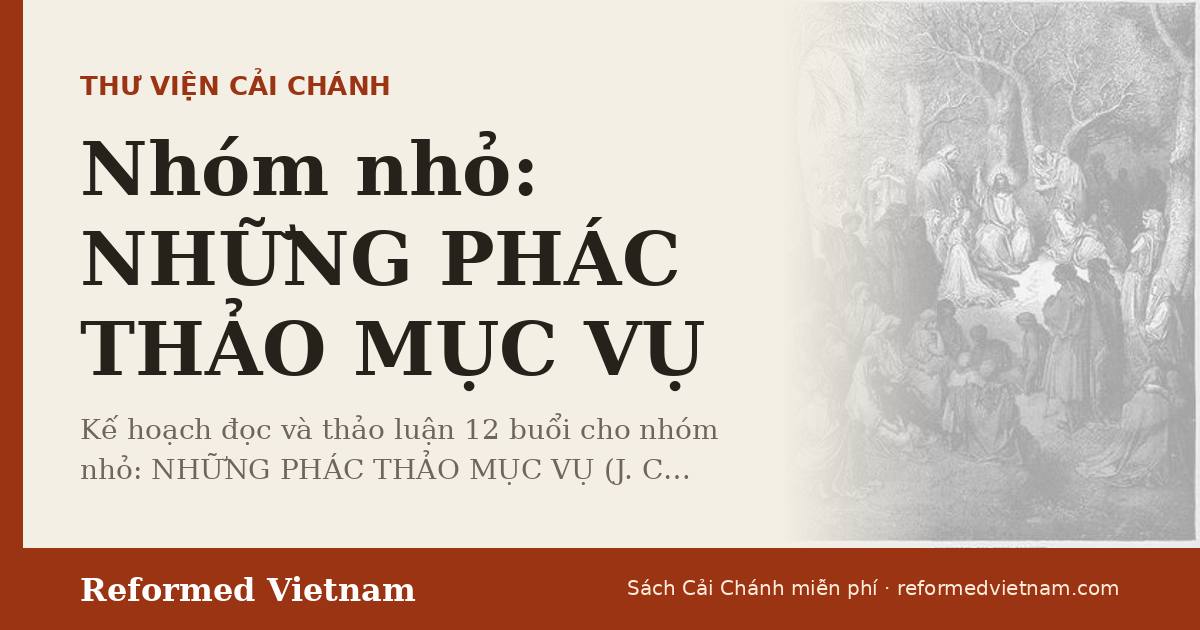 THƯ VIỆN CẢI CHÁNH
Nhóm nhỏ:
NHỮNG PHÁC
THẢO MỤC VỤ
Kế hoạch đọc và thảo luận 12 buổi cho nhóm
nhỏ: NHỮNG PHÁC THẢO MỤC VỤ (J. C...
Reformed Vietnam
Sách Cải Chánh miễn phí · reformedvietnam.com